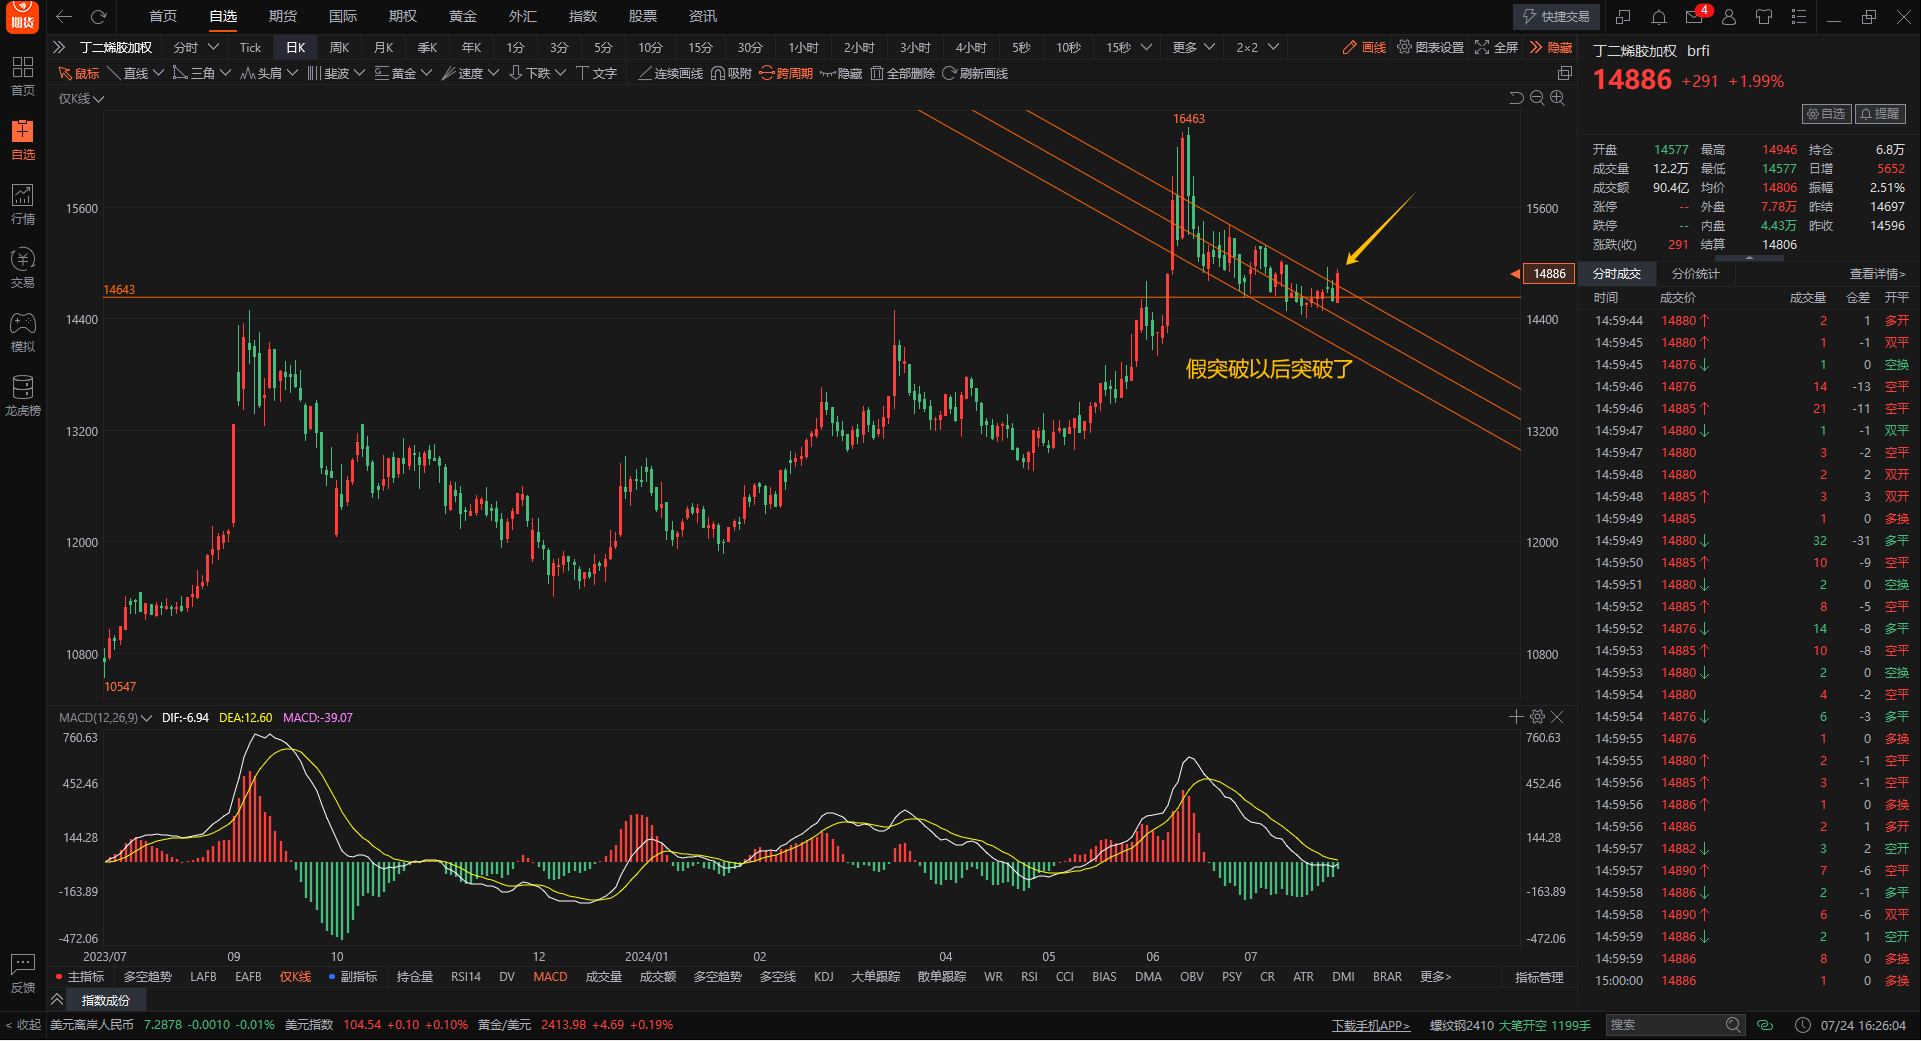 期货
首页 自选 期货 国际 期权 黄金 外汇 指数 股票 资讯
快捷交易 4
丁二烯胶加权 分时 Tick 日K 周K 月K 季K 年K 1分 3分 5分 10分 15分 30分 1小时 2小时 3小时 4小时 5秒 10秒 15秒 更多 2×2 画线 图表设置 全屏 隐藏
鼠标 直线 三角 头肩 斐波 黄金 速度 下跌 文字 连续画线 吸附 跨周期 隐藏 全部删除 刷新画线
仅K线
首页
自选
行情
交易
模拟
龙虎榜
反馈
< 收起
16463
15600 15600
14886
14643
14400 14400
假突破以后突破了
13200 13200
12000 12000
10800 10800
10547
MACD(12,26,9) DIF:-6.94 DEA:12.60 MACD:-39.07
760.63 760.63
452.46 452.46
144.28 144.28
-163.89 -163.89
-472.06 -472.06
2023/07 09 10 12 2024/01 02 04 05 06 07
主指标 多空趋势 LAFB EAFB 仅K线 副指标 持仓量 RSI14 DV MACD 成交量 成交额 多空趋势 多空线 KDJ 大单跟踪 散单跟踪 WR RSI CCI BIAS DMA OBV PSY CR ATR DMI BRAR 更多> 指标管理
指数成份
丁二烯胶加权 brfi
14886 +291 +1.99%
自选 提醒
开盘 14577 最高 14946 持仓 6.8万
成交量 12.2万 最低 14577 日增 5652
成交额 90.4亿 均价 14806 振幅 2.51%
涨停 -- 外盘 7.78万 昨结 14697
跌停 -- 内盘 4.43万 昨收 14596
涨跌(收) 291 结算 14806
分时成交 分价统计 查看详情>
时间 成交价 成交量 仓差 开平
14:59:44 14880↑ 2 1 多开
14:59:45 14880↑ 1 -1 双平
14:59:45 14876↓ 1 0 空换
14:59:46 14876 14 -13 空平
14:59:46 14885↑ 21 -11 空平
14:59:47 14880↓ 1 -1 双平
14:59:47 14880 3 -2 空平
14:59:48 14880 2 2 双开
14:59:48 14885↑ 3 3 双开
14:59:49 14885 1 0 多换
14:59:49 14880↓ 32 -31 多平
14:59:50 14885↑ 10 -9 空平
14:59:51 14880↓ 2 0 空换
14:59:52 14885↑ 8 -5 空平
14:59:52 14876↓ 14 -8 多平
14:59:53 14885↑ 10 -8 空平
14:59:53 14880↓ 2 0 空换
14:59:54 14880 4 -2 空平
14:59:54 14876↓ 6 -3 多平
14:59:55 14876 1 0 多换
14:59:55 14880↑ 2 -1 空平
14:59:56 14885↑ 3 -1 空平
14:59:56 14886↑ 1 0 多换
14:59:56 14886 2 1 多开
14:59:57 14882↓ 3 2 空开
14:59:57 14890↑ 7 -6 空平
14:59:58 14886↓ 2 -1 多平
14:59:58 14890↑ 6 -6 双平
14:59:59 14886↓ 2 1 空开
14:59:59 14886 8 0 多换
15:00:00 14886 1 0 多换
美元离岸人民币 7.2878 -0.0010 -0.01% 美元指数 104.54 +0.10 +0.10% 黄金/美元 2413.98 +4.69 +0.19% 下载手机APP> 螺纹钢2410 大笔开空 1199手 搜索 07/24 16:26:04